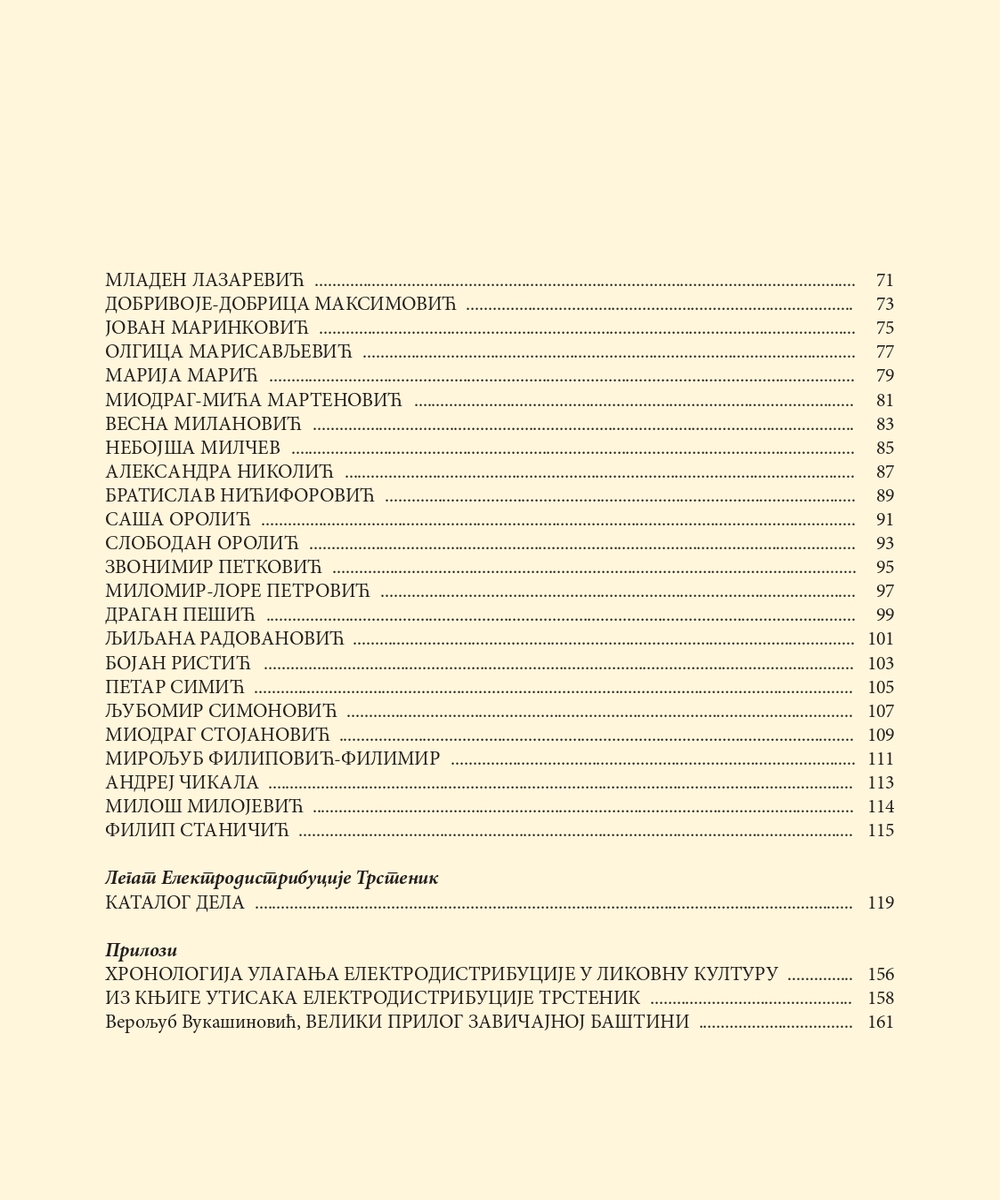 МЛАДЕН ЛАЗАРЕВИЋ ........ 71
ДОБРИВОЈЕ-ДОБРИЦА МАКСИМОВИЋ ........ 73
ЈОВАН МАРИНКОВИЋ ........ 75
ОЛГИЦА МАРИСАВЉЕВИЋ ........ 77
МАРИЈА МАРИЋ ........ 79
МИОДРАГ-МИЋА МАРТЕНОВИЋ ........ 81
ВЕСНА МИЛАНОВИЋ ........ 83
НЕБОЈША МИЛЧЕВ ........ 85
АЛЕКСАНДРА НИКОЛИЋ ........ 87
БРАТИСЛАВ НИЋИФОРОВИЋ ........ 89
САША ОРОЛИЋ ........ 91
СЛОБОДАН ОРОЛИЋ ........ 93
ЗВОНИМИР ПЕТКОВИЋ ........ 95
МИЛОМИР-ЛОРЕ ПЕТРОВИЋ ........ 97
ДРАГАН ПЕШИЋ ........ 99
ЉИЉАНА РАДОВАНОВИЋ ........ 101
БОЈАН РИСТИЋ ........ 103
ПЕТАР СИМИЋ ........ 105
ЉУБОМИР СИМОНОВИЋ ........ 107
МИОДРАГ СТОЈАНОВИЋ ........ 109
МИРОЉУБ ФИЛИПОВИЋ-ФИЛИМИР ........ 111
АНДРЕЈ ЧИКАЛА ........ 113
МИЛОШ МИЛОЈЕВИЋ ........ 114
ФИЛИП СТАНИЧИЋ ........ 115
Легат Електродистрибуције Трстеник
КАТАЛОГ ДЕЛА ........ 119
Прилози
ХРОНОЛОГИЈА УЛАГАЊА ЕЛЕКТРОДИСТРИБУЦИЈЕ У ЛИКОВНУ КУЛТУРУ ........ 156
ИЗ КЊИГЕ УТИСАКА ЕЛЕКТРОДИСТРИБУЦИЈЕ ТРСТЕНИК ........ 158
Верољуб Вукашиновић, ВЕЛИКИ ПРИЛОГ ЗАВИЧАЈНОЈ БАШТИНИ ........ 161